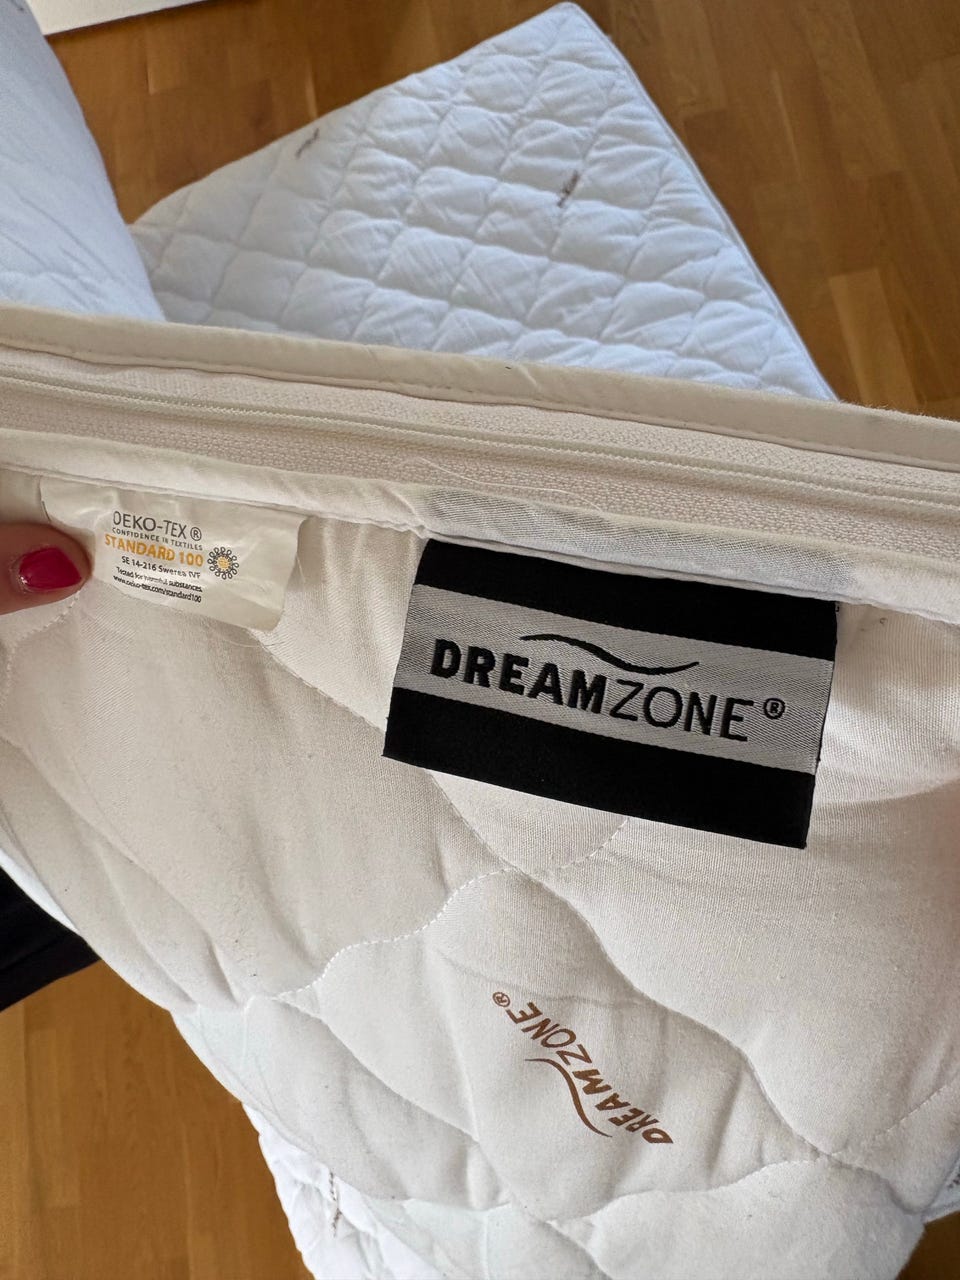 OEKO-TEX®
CONFIDENCE IN TEXTILES
STANDARD 100
SE 14-216 Swerea IVF
Tested for harmful substances.
www.oeko-tex.com/standard100
DREAMZONE®
DREAMZONE®